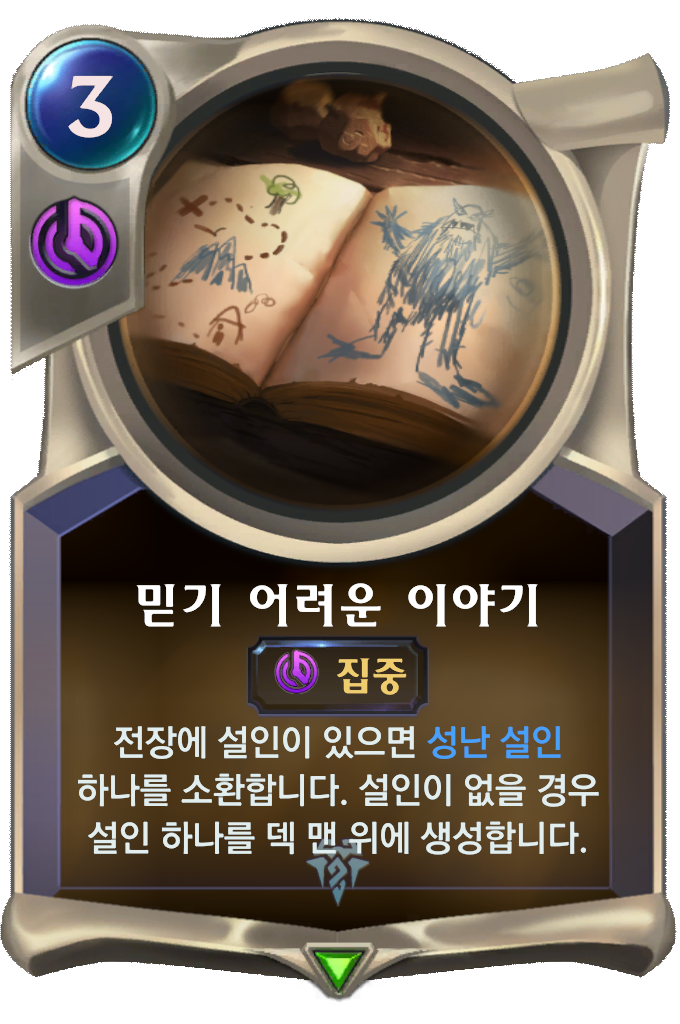 3
믿기 어려운 이야기
집중
전장에 설인이 있으면 성난 설인
하나를 소환합니다. 설인이 없을 경우
설인 하나를 덱 맨 위에 생성합니다.